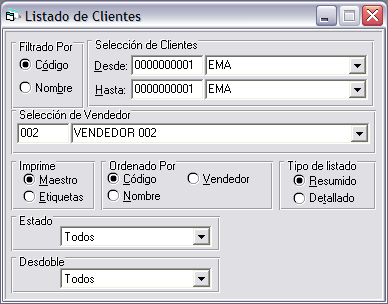 Listado de Clientes
Filtrado Por
Código
Nombre
Selección de Clientes
Desde: 0000000001 EMA
Hasta: 0000000001 EMA
Selección de Vendedor
002 VENDEDOR 002
Imprime
Maestro
Etiquetas
Ordenado Por
Código Vendedor
Nombre
Tipo de listado
Resumido
Detallado
Estado
Todos
Desdoble
Todos